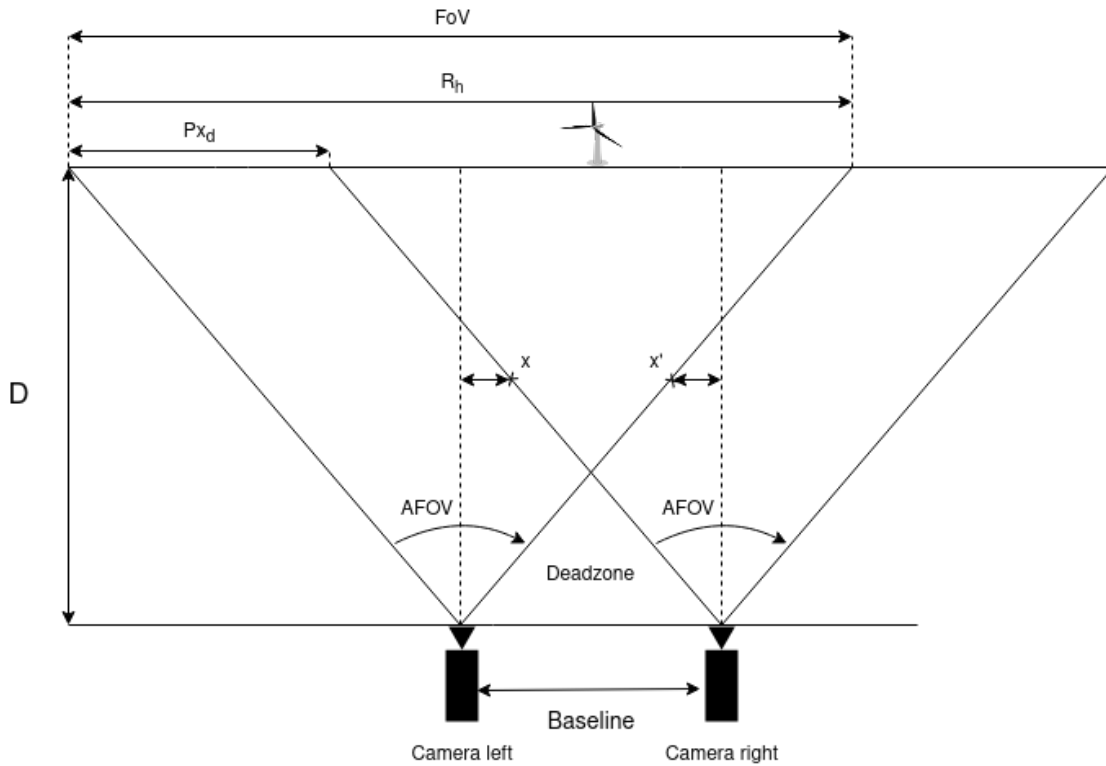 FoV
R_h
Px_d
x
x'
D
AFOV
AFOV
Deadzone
Baseline
Camera left
Camera right